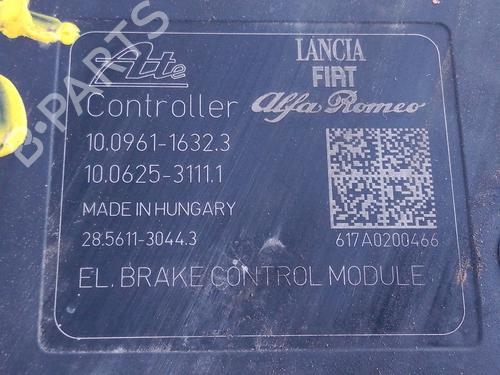 Ate
LANCIA
FIAT
Controller
Alfa Romeo
10.0961-1632.3
10.0625-3111.1
MADE IN HUNGARY
28.5611-3044.3
617A0200466
EL. BRAKE CONTROL MODULE
B-PARTS